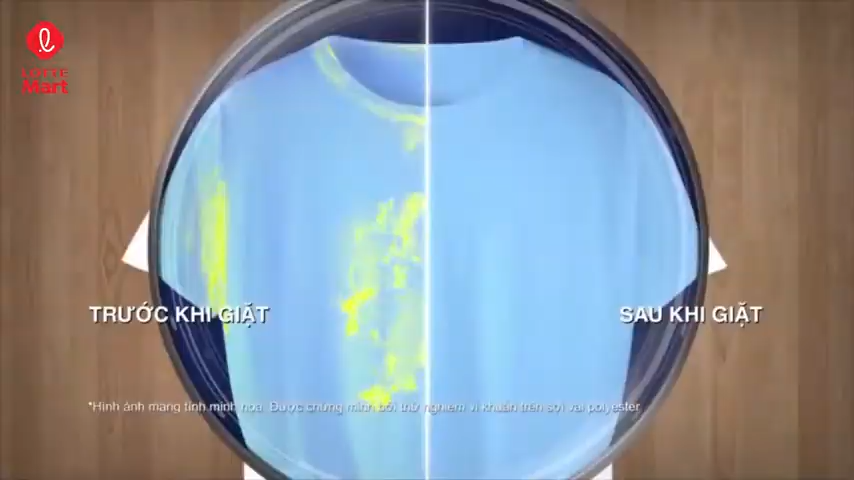 LOTTE
Mart
TRƯỚC KHI GIẶT
SAU KHI GIẶT
*Hình ảnh mang tính minh họa. Được chứng minh bởi thử nghiệm vi khuẩn trên sợi vải polyester